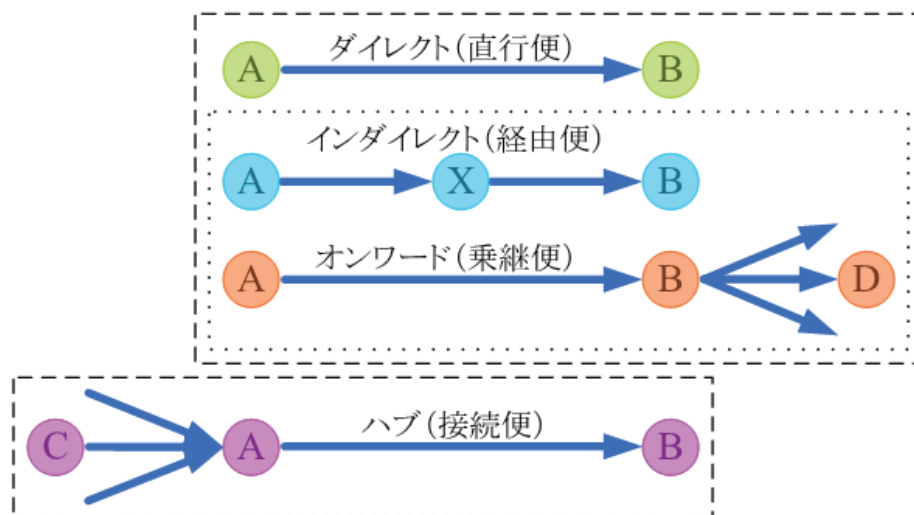 ダイレクト(直行便)
A B
インダイレクト(経由便)
A X B
オンワード(乗継便)
A B D
ハブ(接続便)
C A B